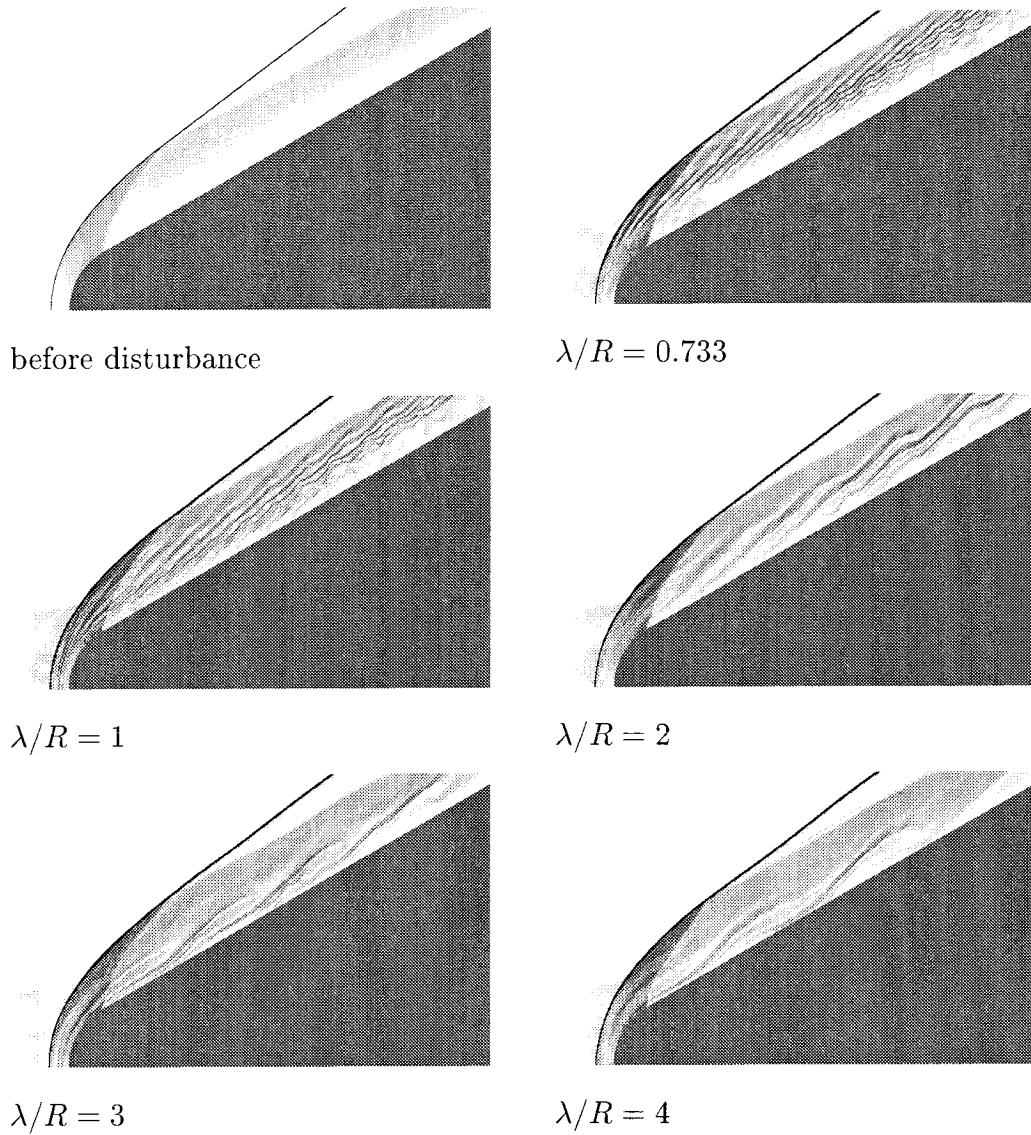 before disturbance
λ/R = 0.733
λ/R = 1
λ/R = 2
λ/R = 3
λ/R = 4